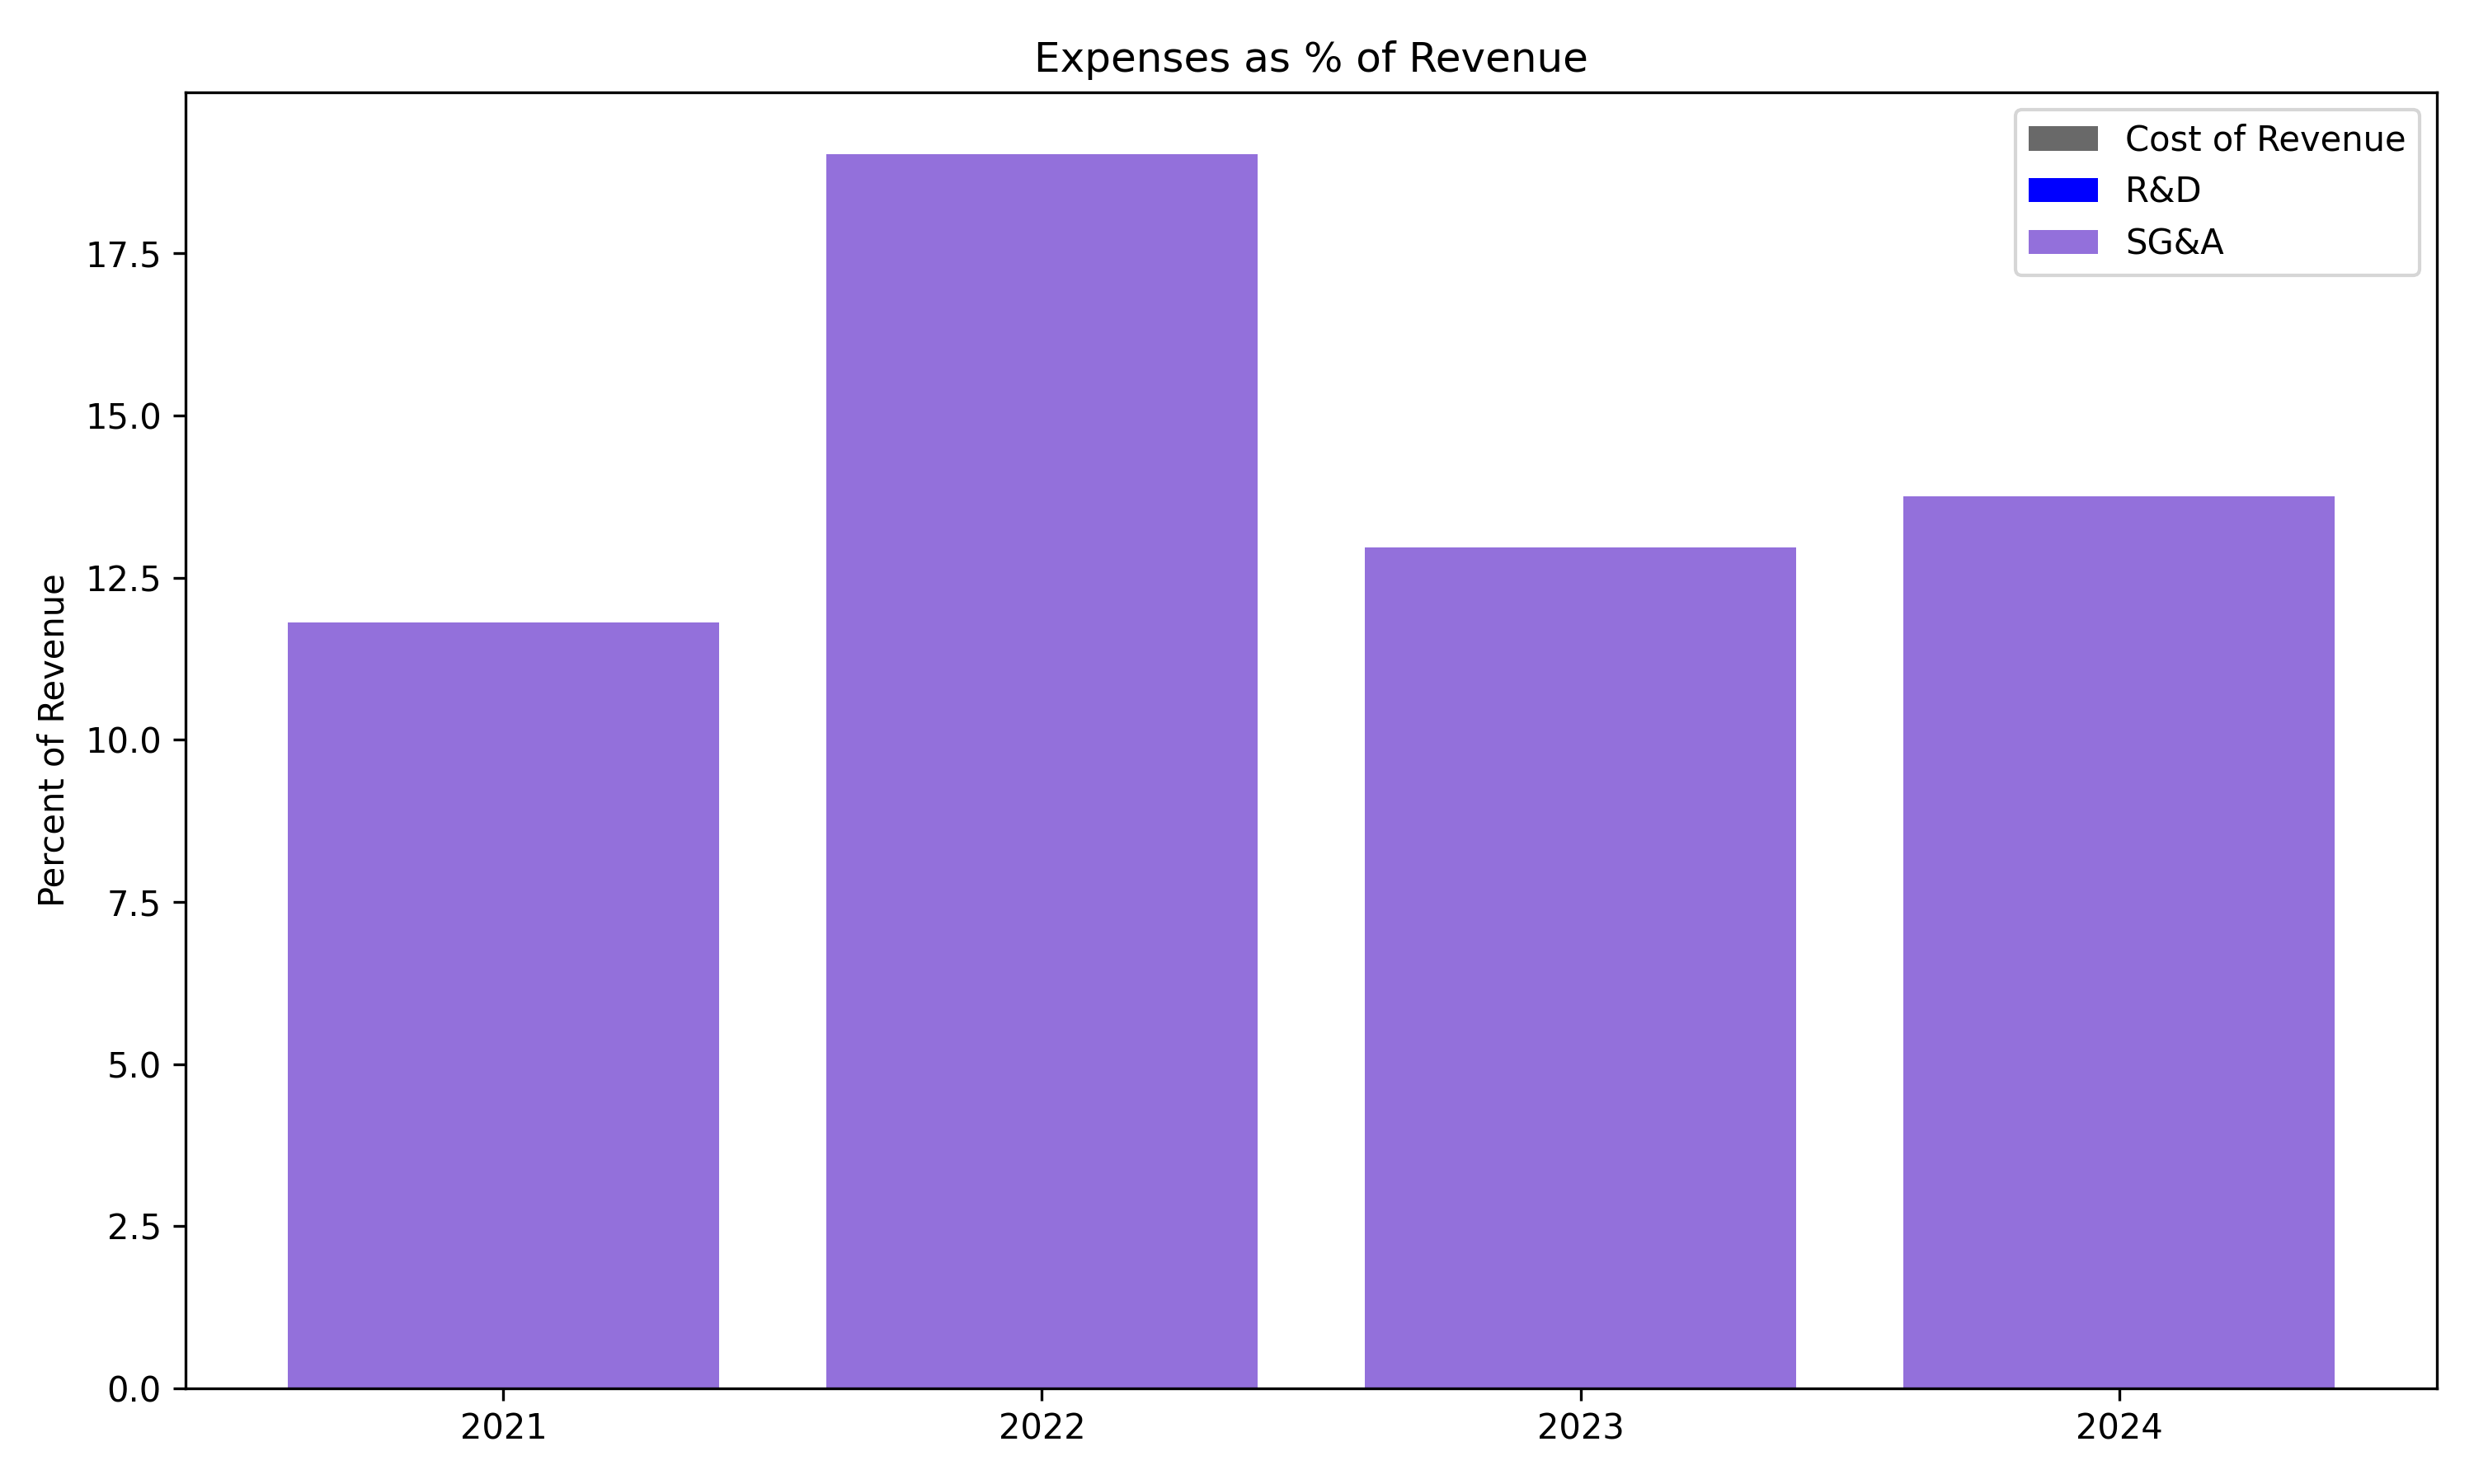 Expenses as % of Revenue
Cost of Revenue
R&D
SG&A
Percent of Revenue
17.5
15.0
12.5
10.0
7.5
5.0
2.5
0.0
2021
2022
2023
2024